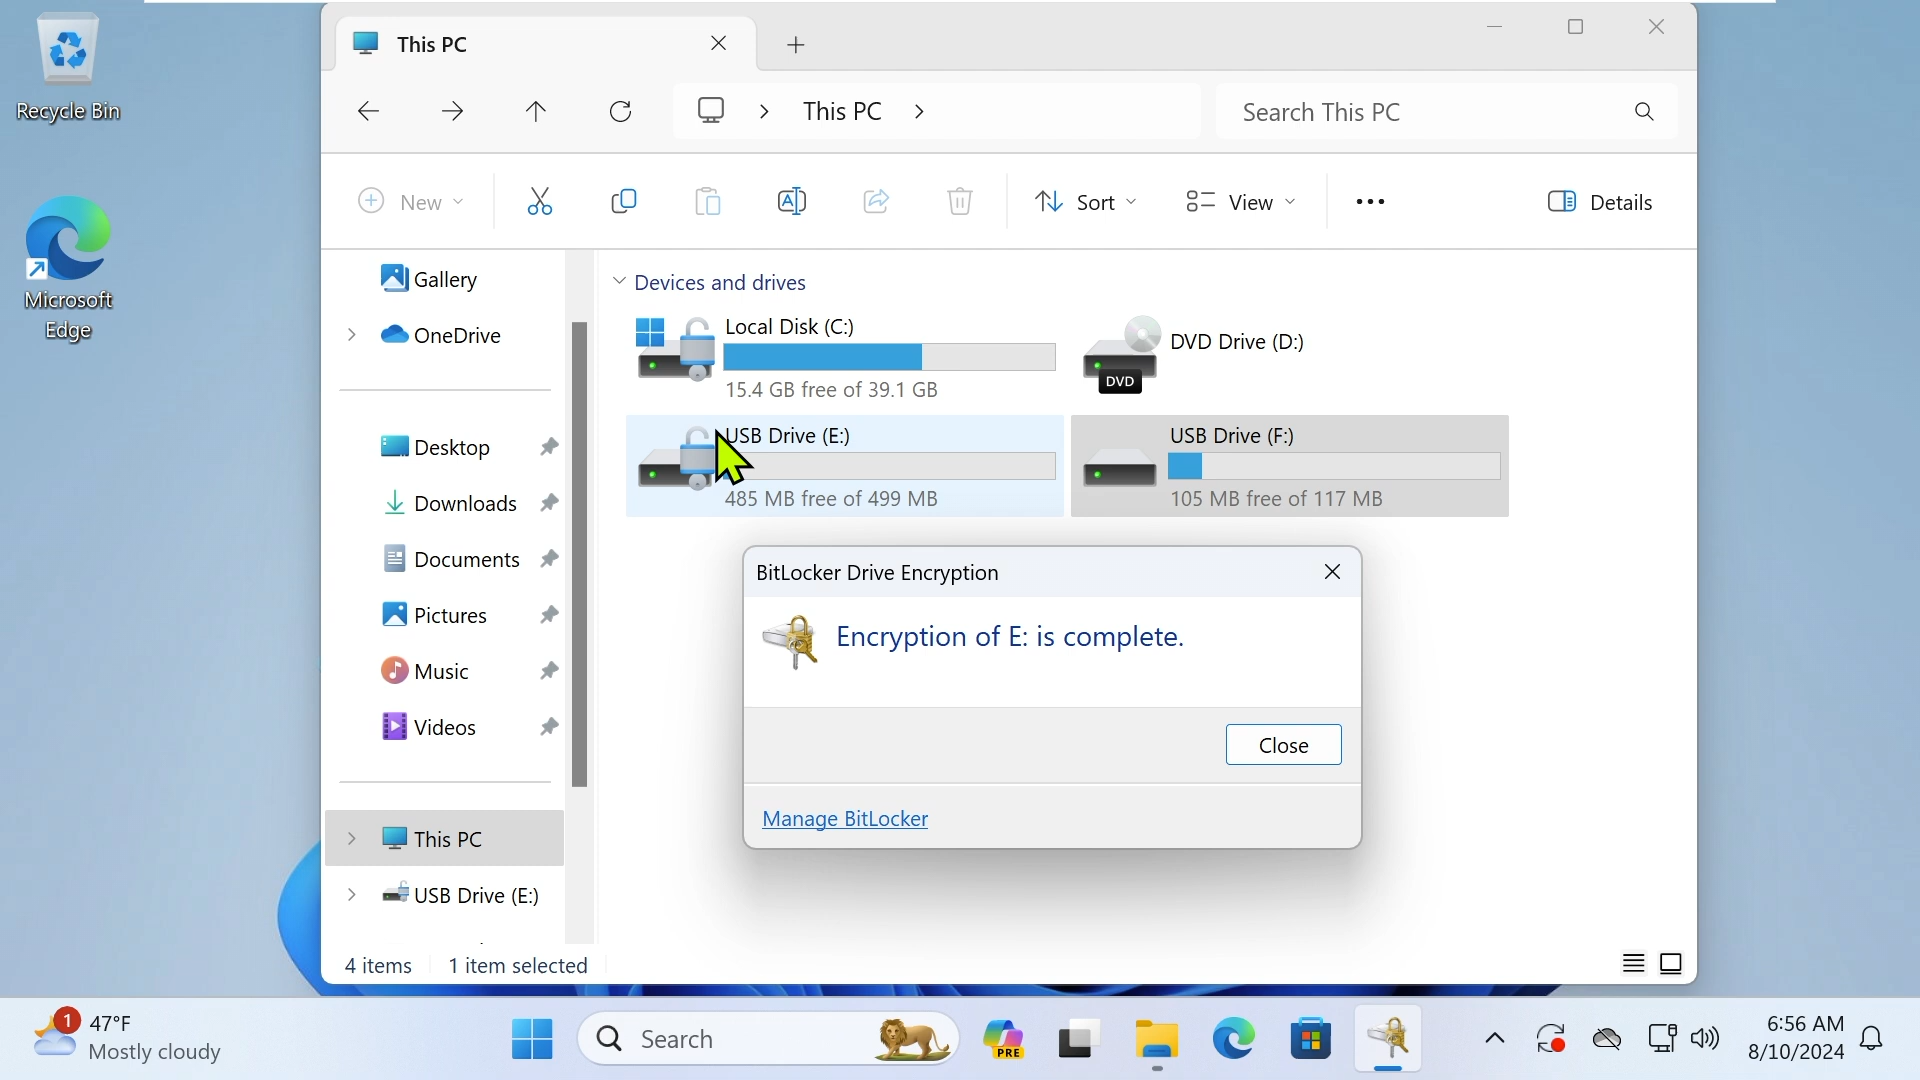 Recycle Bin
Microsoft
Edge
This PC
This PC
Search This PC
New
Sort
View
Details
Gallery
OneDrive
Desktop
Downloads
Documents
Pictures
Music
Videos
This PC
USB Drive (E:)
Devices and drives
Local Disk (C:)
15.4 GB free of 39.1 GB
DVD Drive (D:)
DVD
USB Drive (E:)
485 MB free of 499 MB
USB Drive (F:)
105 MB free of 117 MB
BitLocker Drive Encryption
Encryption of E: is complete.
Close
Manage BitLocker
4 items
1 item selected
1
47°F
Mostly cloudy
Search
PRE
6:56 AM
8/10/2024